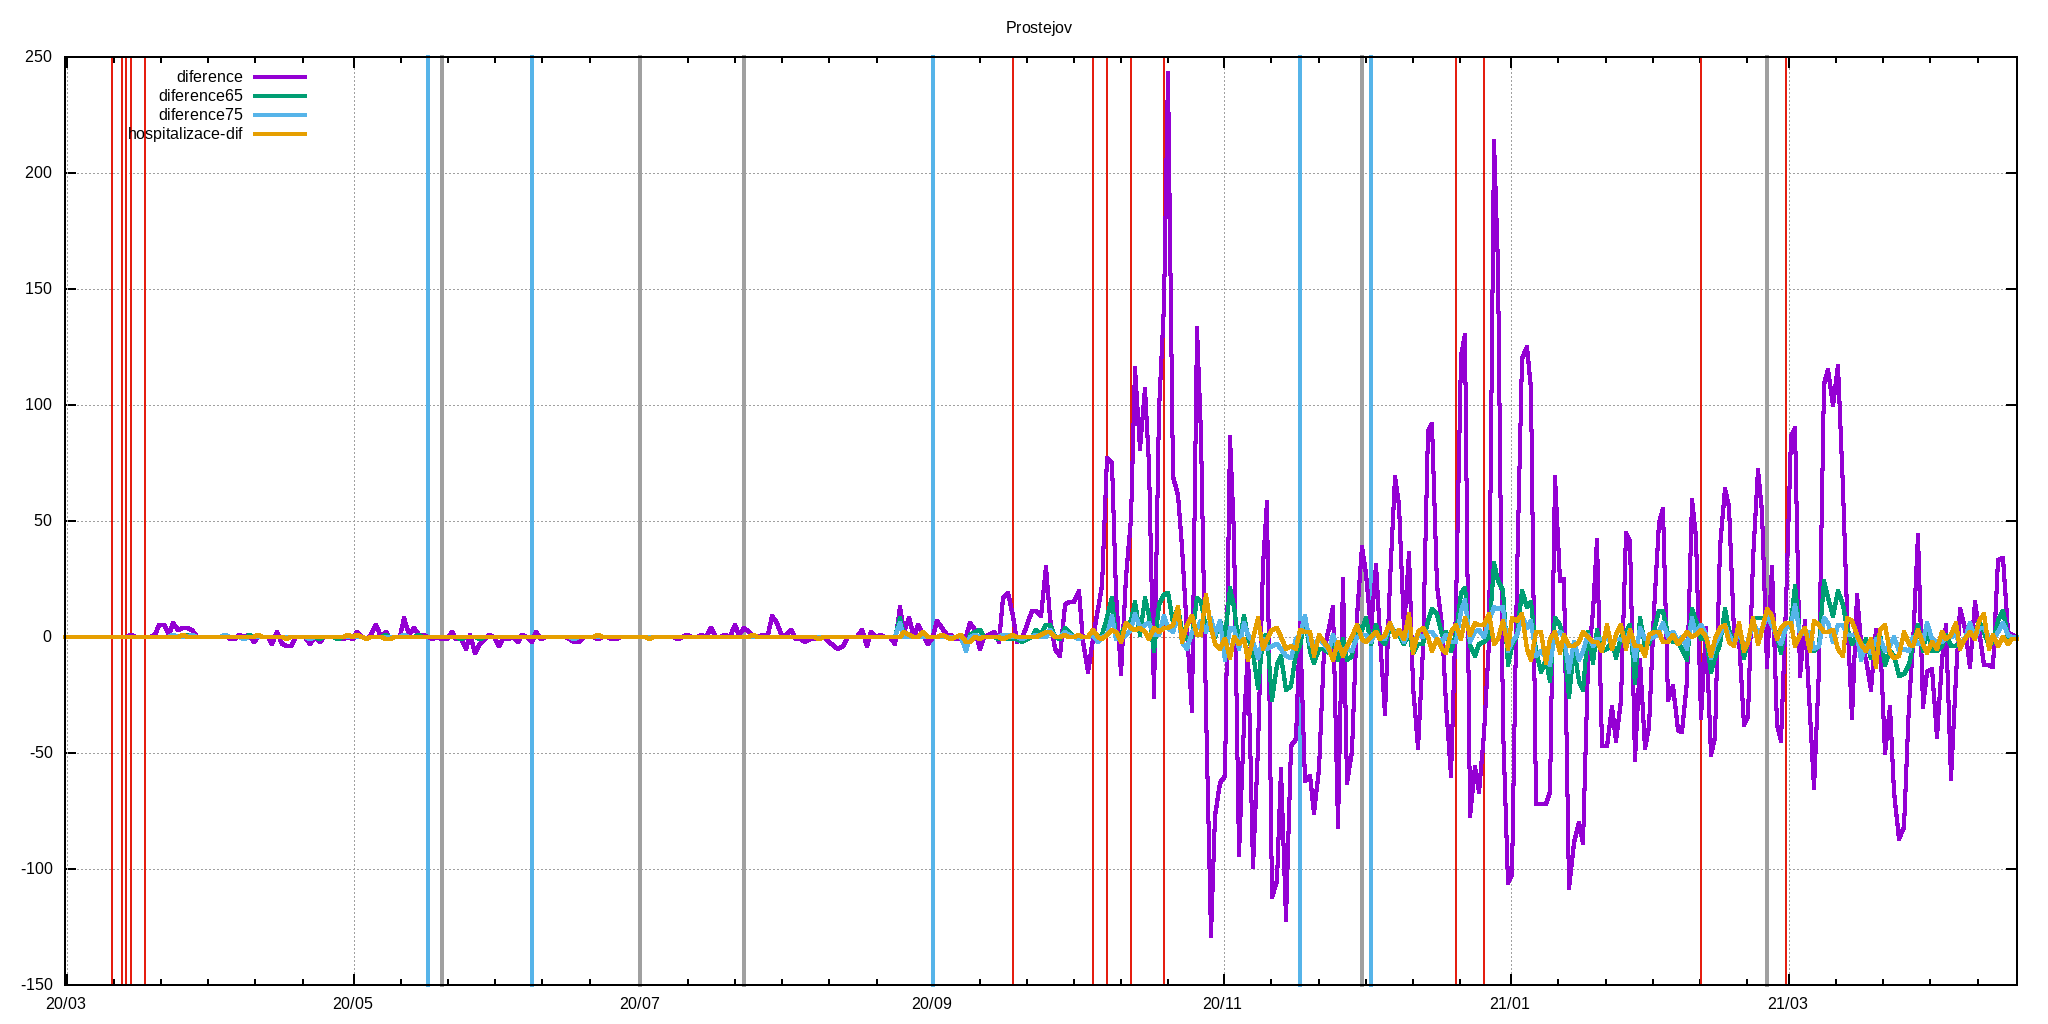 Prostejov
250
200
150
100
50
0
-50
-100
-150
diference
diference65
diference75
hospitalizace-dif
20/03 20/05 20/07 20/09 20/11 21/01 21/03